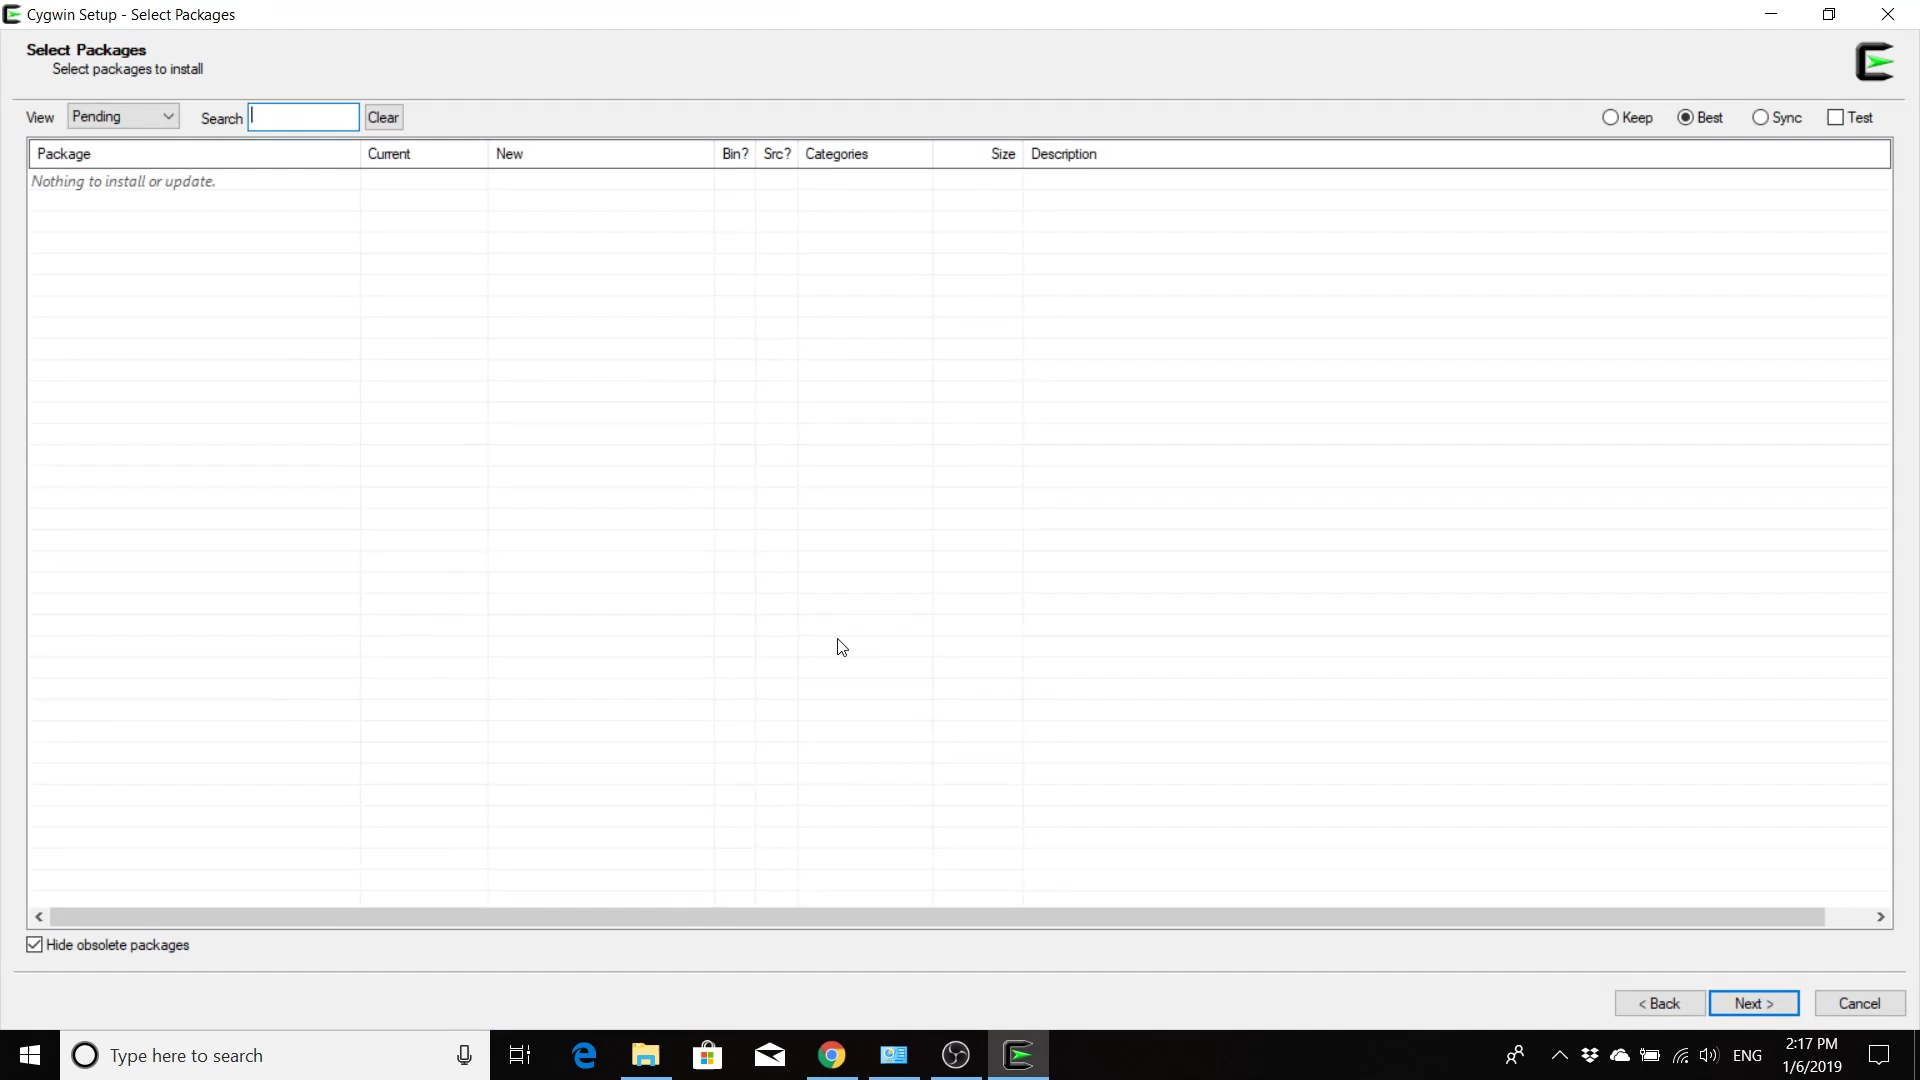 Cygwin Setup - Select Packages
Select Packages
Select packages to install
View Pending Search Clear Keep Best Sync Test
Package Current New Bin? Src? Categories Size Description
Nothing to install or update.
Hide obsolete packages
< Back Next > Cancel
Type here to search
ENG
2:17 PM
1/6/2019